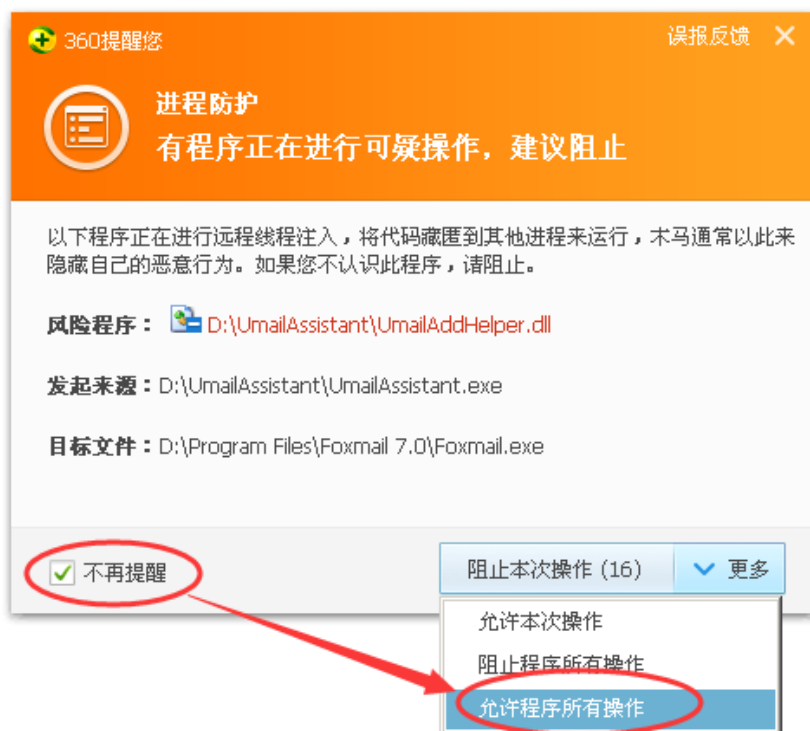 360提醒您
误报反馈
进程防护
有程序正在进行可疑操作，建议阻止
以下程序正在进行远程线程注入，将代码藏匿到其他进程来运行，木马通常以此来
隐藏自己的恶意行为。如果您不认识此程序，请阻止。
风险程序： D:\UmailAssistant\UmailAddHelper.dll
发起来源：D:\UmailAssistant\UmailAssistant.exe
目标文件：D:\Program Files\Foxmail 7.0\Foxmail.exe
不再提醒
阻止本次操作 (16)
更多
允许本次操作
阻止程序所有操作
允许程序所有操作